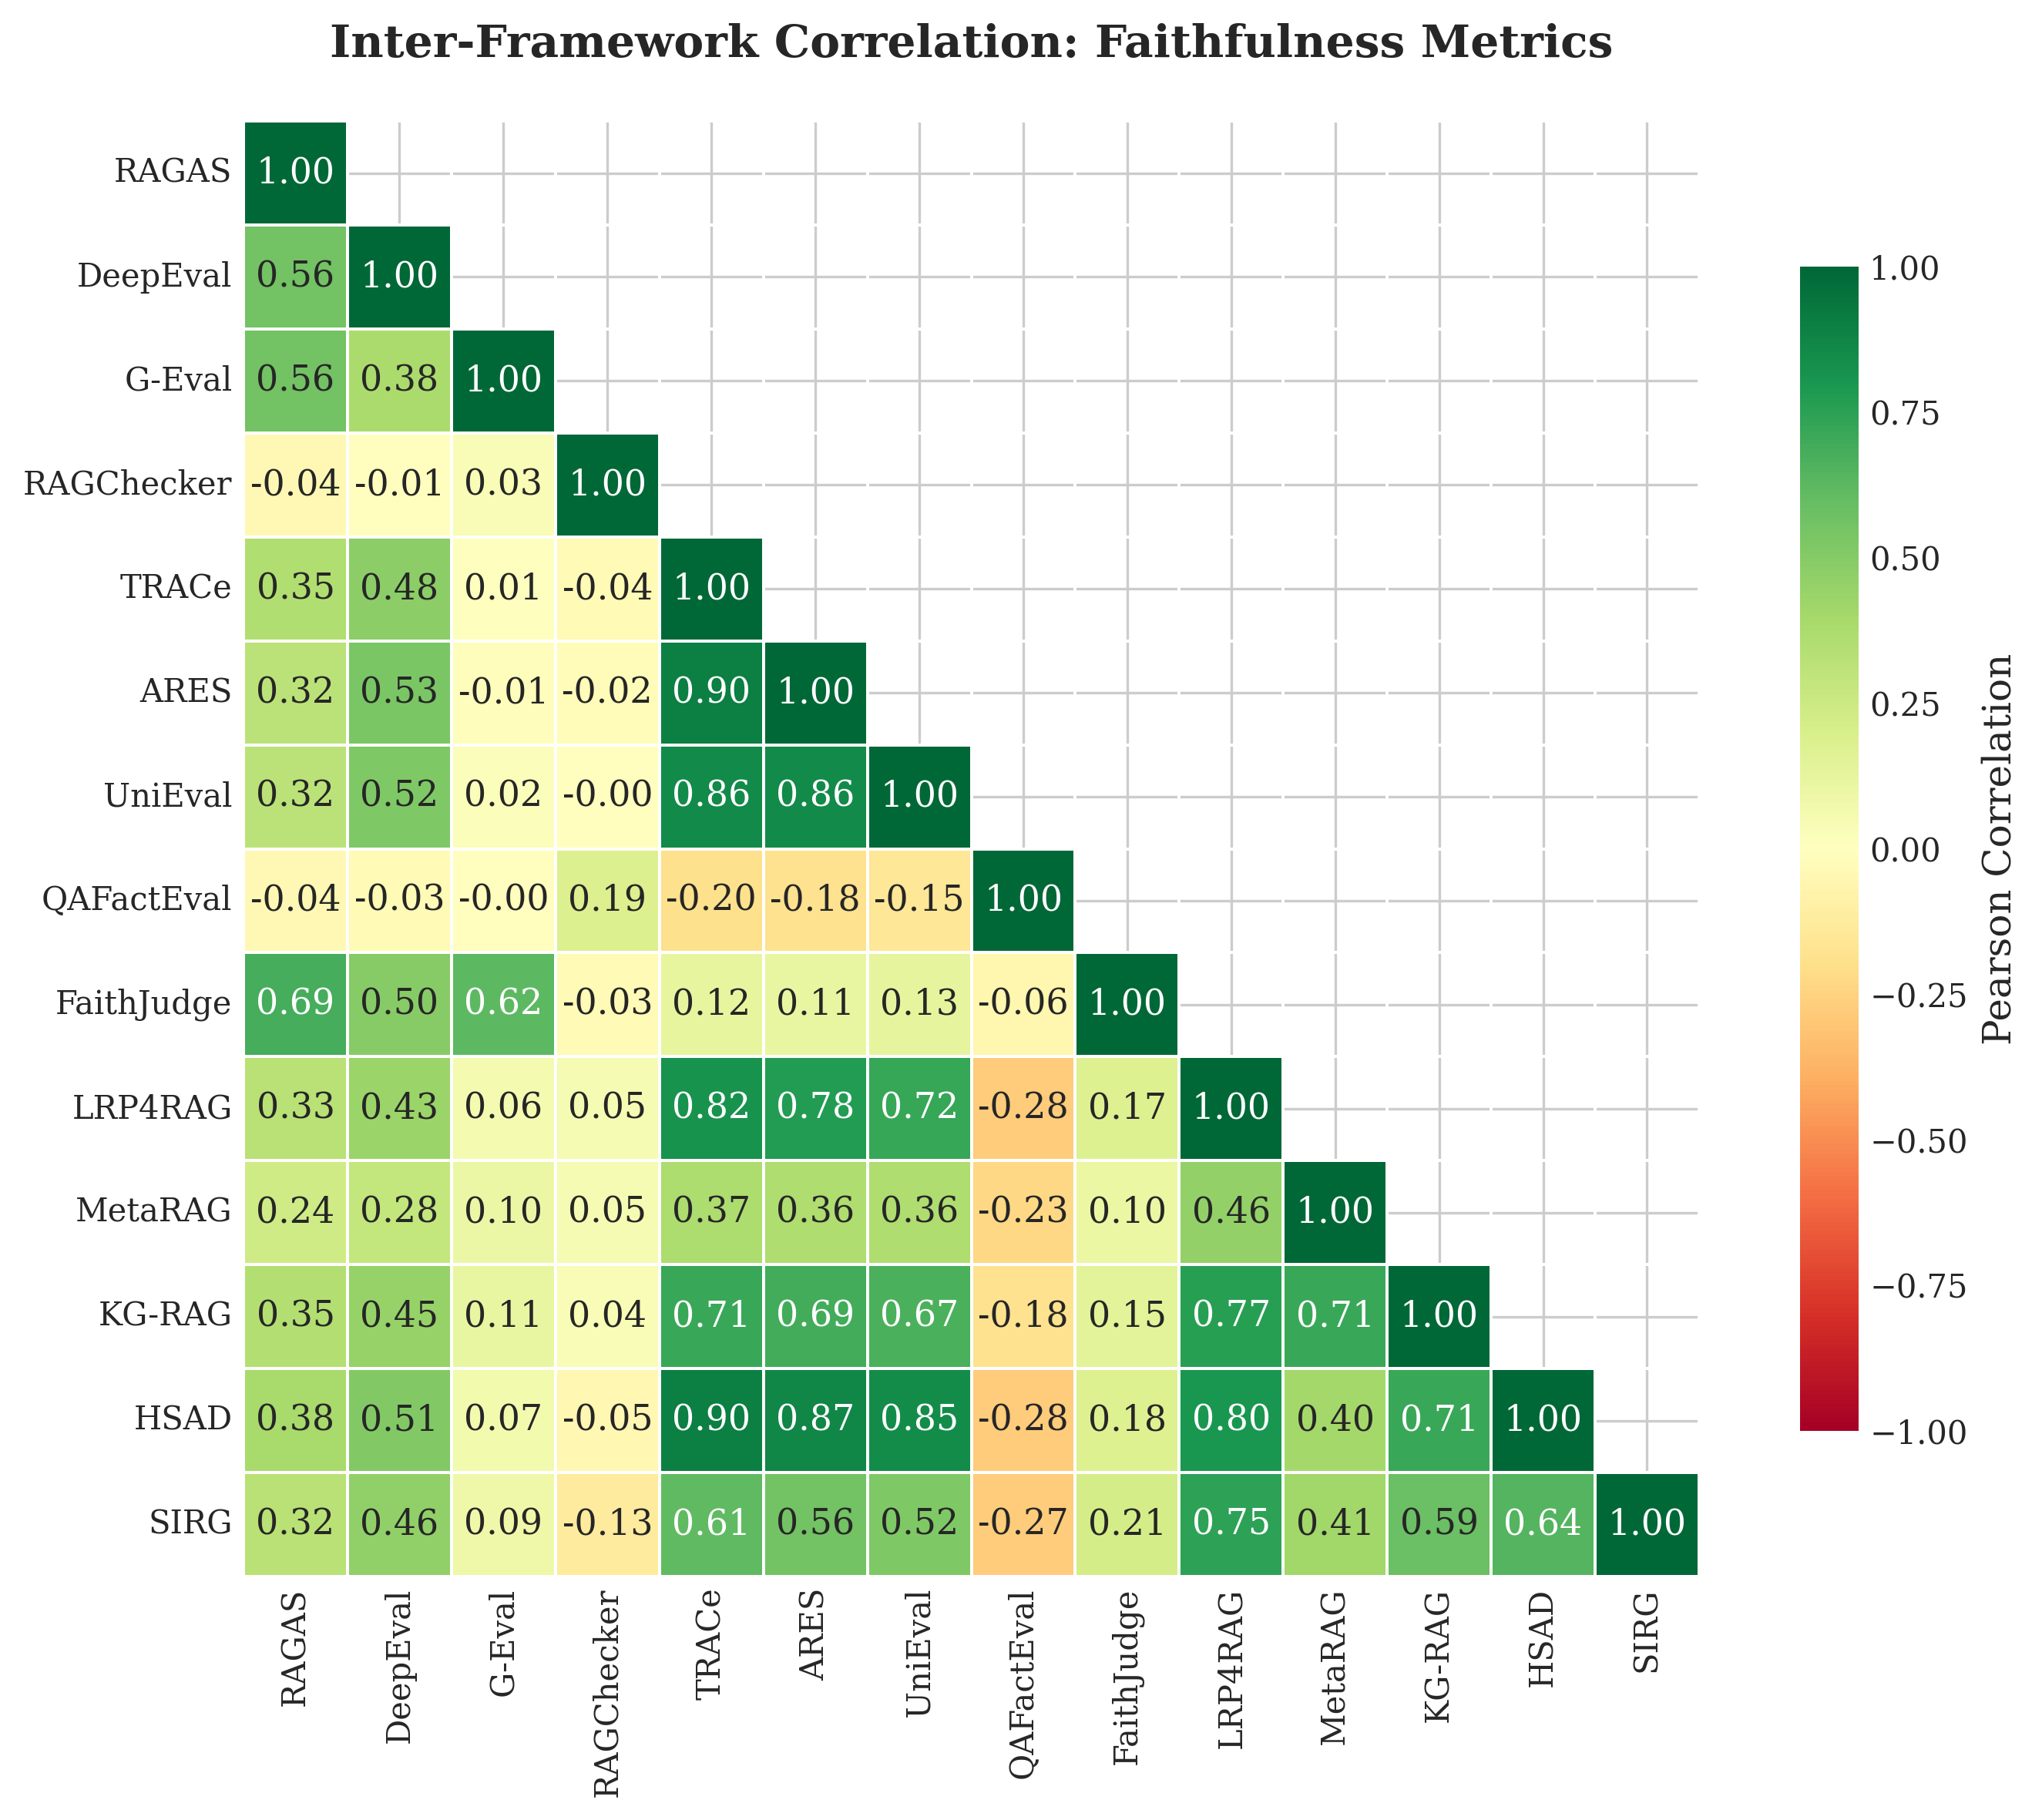 Inter-Framework Correlation: Faithfulness Metrics
RAGAS 1.00
DeepEval 0.56 1.00
G-Eval 0.56 0.38 1.00
RAGChecker -0.04 -0.01 0.03 1.00
TRACe 0.35 0.48 0.01 -0.04 1.00
ARES 0.32 0.53 -0.01 -0.02 0.90 1.00
UniEval 0.32 0.52 0.02 -0.00 0.86 0.86 1.00
QAFactEval -0.04 -0.03 -0.00 0.19 -0.20 -0.18 -0.15 1.00
FaithJudge 0.69 0.50 0.62 -0.03 0.12 0.11 0.13 -0.06 1.00
LRP4RAG 0.33 0.43 0.06 0.05 0.82 0.78 0.72 -0.28 0.17 1.00
MetaRAG 0.24 0.28 0.10 0.05 0.37 0.36 0.36 -0.23 0.10 0.46 1.00
KG-RAG 0.35 0.45 0.11 0.04 0.71 0.69 0.67 -0.18 0.15 0.77 0.71 1.00
HSAD 0.38 0.51 0.07 -0.05 0.90 0.87 0.85 -0.28 0.18 0.80 0.40 0.71 1.00
SIRG 0.32 0.46 0.09 -0.13 0.61 0.56 0.52 -0.27 0.21 0.75 0.41 0.59 0.64 1.00
RAGAS
DeepEval
G-Eval
RAGChecker
TRACe
ARES
UniEval
QAFactEval
FaithJudge
LRP4RAG
MetaRAG
KG-RAG
HSAD
SIRG
1.00
0.75
0.50
0.25
0.00
−0.25
−0.50
−0.75
−1.00
Pearson Correlation